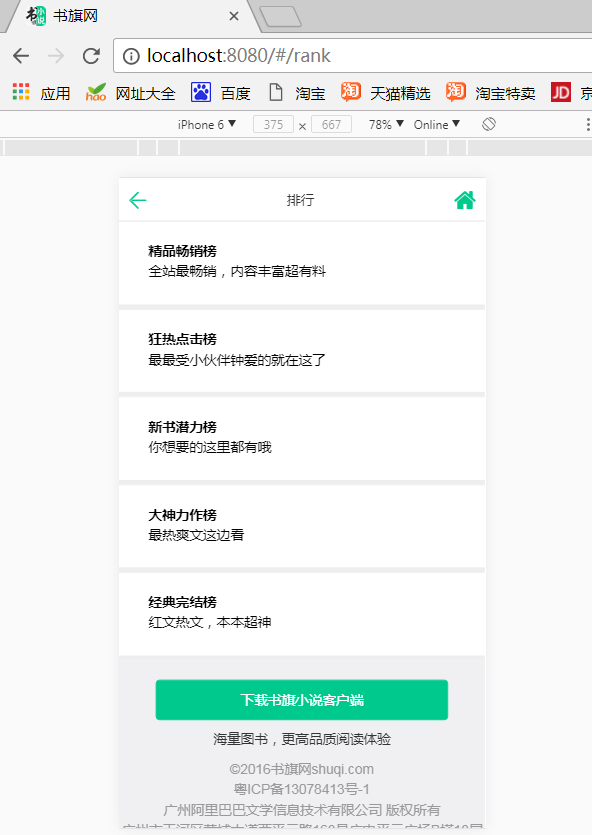 书旗网
localhost:8080/#/rank
应用 网址大全 百度 淘宝 天猫精选 淘宝特卖 京
iPhone 6 ▼ 375 x 667 78% ▼ Online ▼
排行
精品畅销榜
全站最畅销，内容丰富超有料
狂热点击榜
最最受小伙伴钟爱的就在这了
新书潜力榜
你想要的这里都有哦
大神力作榜
最热爽文这边看
经典完结榜
红文热文，本本超神
下载书旗小说客户端
海量图书，更高品质阅读体验
©2016书旗网shuqi.com
粤ICP备13078413号-1
广州阿里巴巴文学信息技术有限公司 版权所有